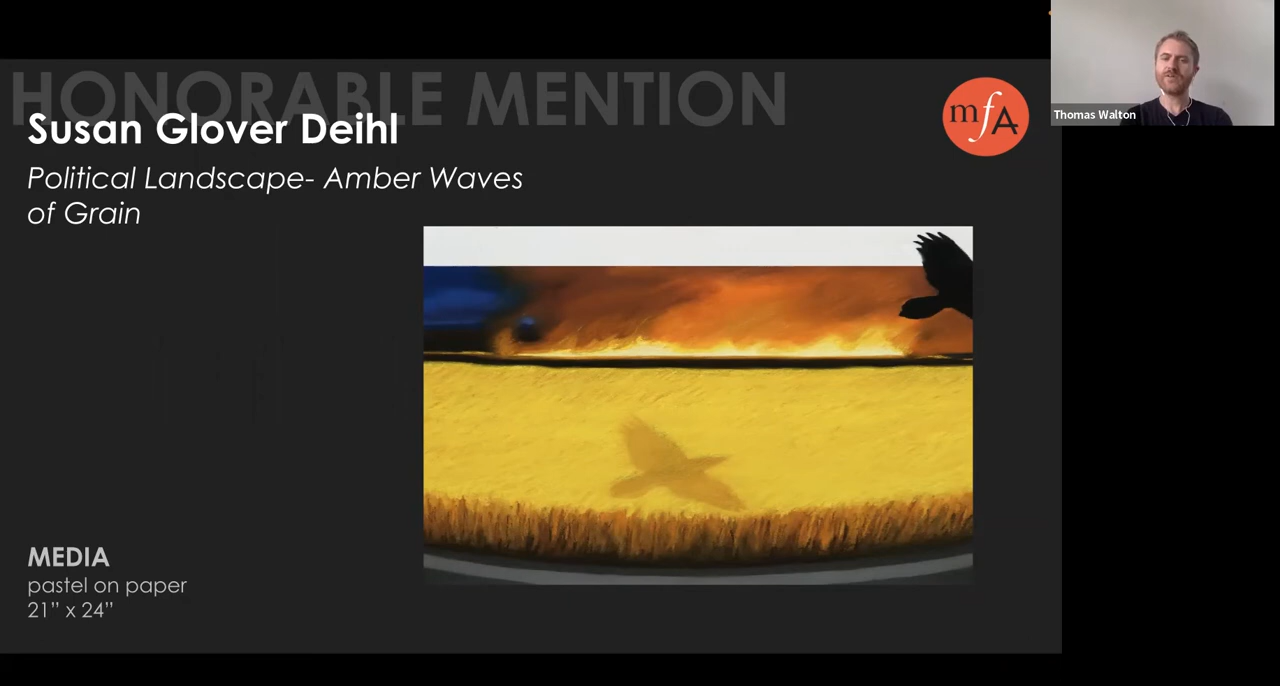 HONORABLE MENTION
Susan Glover Deihl
Political Landscape- Amber Waves
of Grain
mfA
Thomas Walton
MEDIA
pastel on paper
21” x 24”